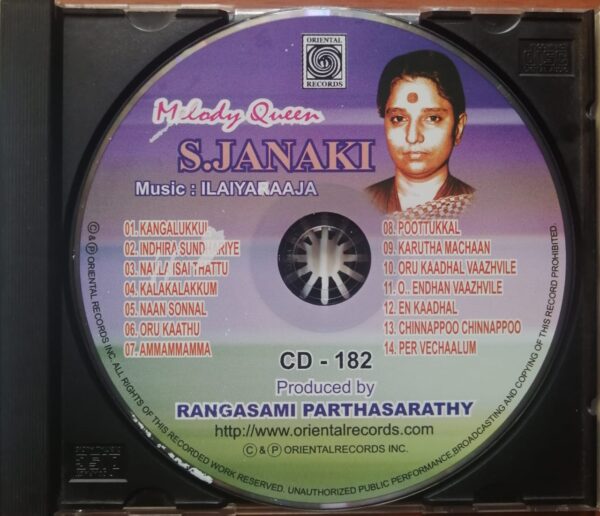 ORIENTAL
RECORDS
Melody Queen
S.JANAKI
Music : ILAIYARAAJA
01. KANGALUKKUL
02. INDHIRA SUNDHARIYE
03. NALLA ISAI THATTU
04. KALAKALAKKUM
05. NAAN SONNAL
06. ORU KAATHU
07. AMMAMMAMMA
08. POOTTUKKAL
09. KARUTHA MACHAAN
10. ORU KAADHAL VAAZHVILE
11. O.. ENDHAN VAAZHVILE
12. EN KAADHAL
13. CHINNAPPOO CHINNAPPOO
14. PER VECHAALUM
CD - 182
Produced by
RANGASAMI PARTHASARATHY
http://www.orientalrecords.com
© & ℗ ORIENTALRECORDS INC.
© & ℗ ORIENTAL RECORDS INC. ALL RIGHTS OF THIS RECORDED WORK RESERVED. UNAUTHORIZED PUBLIC PERFORMANCE,BROADCASTING AND COPYING OF THIS RECORD PROHIBITED.